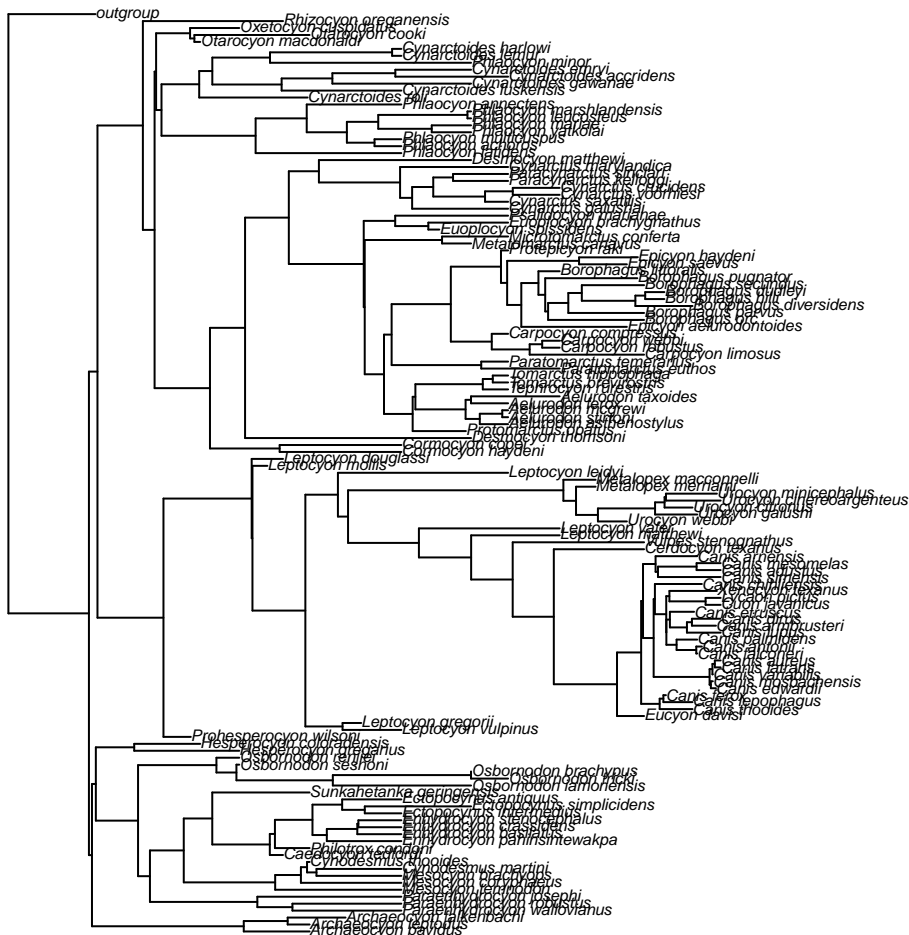 outgroup
Rhizocyon oreganensis
Oxetocyon cuspidatus
Otarocyon cooki
Otarocyon macdonaldi
Cynarctoides harlowi
Cynarctoides lemur
Phlaocyon minor
Cynarctoides emryi
Cynarctoides accridens
Cynarctoides gawanae
Cynarctoides luskensis
Cynarctoides roii
Phlaocyon annectens
Phlaocyon marshlandensis
Phlaocyon leucosteus
Phlaocyon mariae
Phlaocyon yatkolai
Phlaocyon multicuspus
Phlaocyon achoros
Phlaocyon latidens
Desmocyon matthewi
Cynarctus marylandica
Paracynarctus sinclairi
Paracynarctus kelloggi
Cynarctus crucidens
Cynarctus voorhiesi
Cynarctus saxatilis
Cynarctus galushai
Psalidocyon marianae
Euoplocyon brachygnathus
Euoplocyon spissidens
Microtomarctus conferta
Metatomarctus canavus
Protepicyon raki
Epicyon haydeni
Epicyon saevus
Borophagus littoralis
Borophagus pugnator
Borophagus secundus
Borophagus dudleyi
Borophagus hilli
Borophagus diversidens
Borophagus parvus
Borophagus orc
Epicyon aelurodontoides
Carpocyon compressus
Carpocyon webbi
Carpocyon robustus
Carpocyon limosus
Paratomarctus temerarius
Paratomarctus euthos
Tomarctus hippophaga
Tomarctus brevirostris
Tephrocyon rurestris
Aelurodon taxoides
Aelurodon ferox
Aelurodon mcgrewi
Aelurodon stirtoni
Aelurodon asthenostylus
Protomarctus opatus
Desmocyon thomsoni
Cormocyon copei
Cormocyon haydeni
Leptocyon douglassi
Leptocyon mollis
Leptocyon leidyi
Metalopex macconnelli
Metalopex merriami
Urocyon minicephalus
Urocyon cinereoargenteus
Urocyon citronus
Urocyon galushi
Urocyon webbi
Leptocyon vafer
Leptocyon matthewi
Vulpes stenognathus
Cerdocyon texanus
Canis arnensis
Canis mesomelas
Canis adustus
Canis simensis
Canis chihliensis
Xenocyon texanus
Lycaon pictus
Cuon javanicus
Canis etruscus
Canis dirus
Canis armbrusteri
Canis lupus
Canis palmidens
Canis antonii
Canis falconeri
Canis aureus
Canis latrans
Canis variabilis
Canis mosbachensis
Canis edwardii
Canis ferox
Canis lepophagus
Canis thooides
Eucyon davisi
Leptocyon gregorii
Leptocyon vulpinus
Prohesperocyon wilsoni
Hesperocyon coloradensis
Hesperocyon gregarius
Osbornodon renjiei
Osbornodon sesnoni
Osbornodon brachypus
Osbornodon fricki
Osbornodon iamonensis
Sunkahetanka geringensis
Ectopocynus antiquus
Ectopocynus simplicidens
Ectopocynus intermedius
Enhydrocyon stenocephalus
Enhydrocyon crassidens
Enhydrocyon basilatus
Enhydrocyon pahinsintewakpa
Philotrox condoni
Caedocyon tedfordi
Cynodesmus thooides
Cynodesmus martini
Mesocyon brachyops
Mesocyon coryphaeus
Mesocyon temnodon
Paraenhydrocyon josephi
Paraenhydrocyon robustus
Paraenhydrocyon wallovianus
Archaeocyon falkenbachi
Archaeocyon leptodus
Archaeocyon pavidus